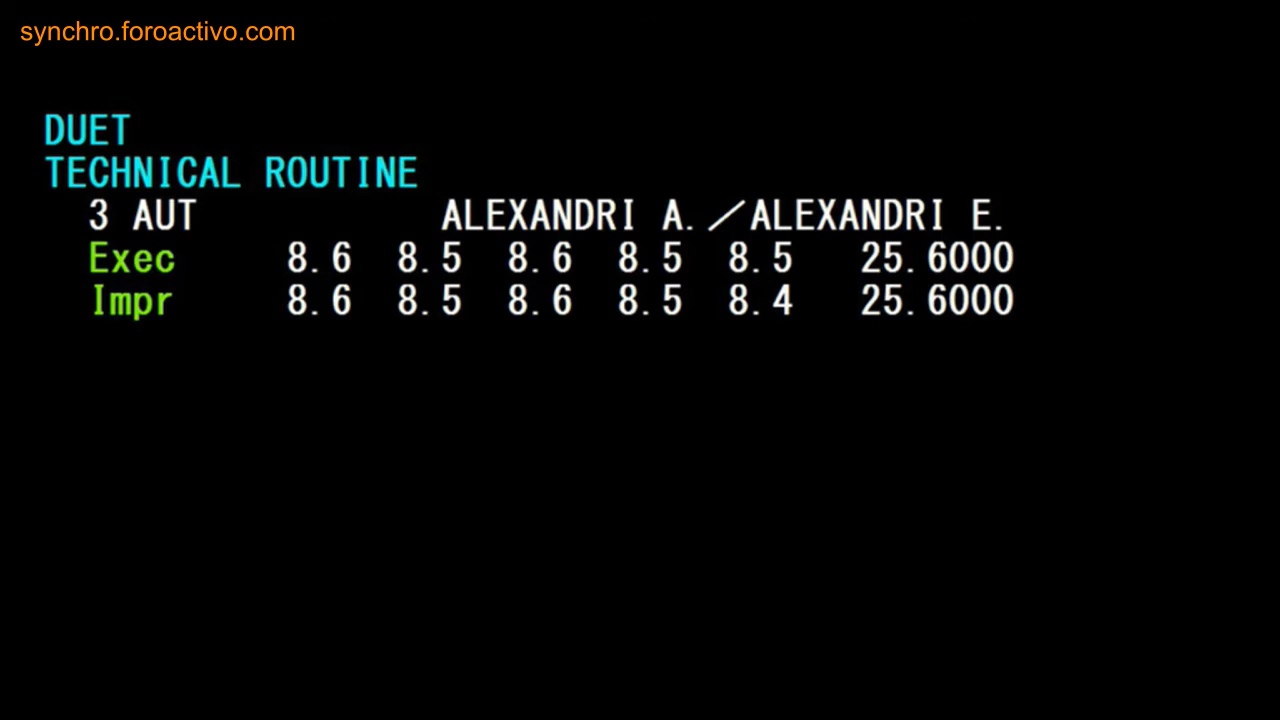 synchro.foroactivo.com
DUET
TECHNICAL ROUTINE
3 AUT ALEXANDRI A./ALEXANDRI E.
Exec 8.6 8.5 8.6 8.5 8.5 25.6000
Impr 8.6 8.5 8.6 8.5 8.4 25.6000